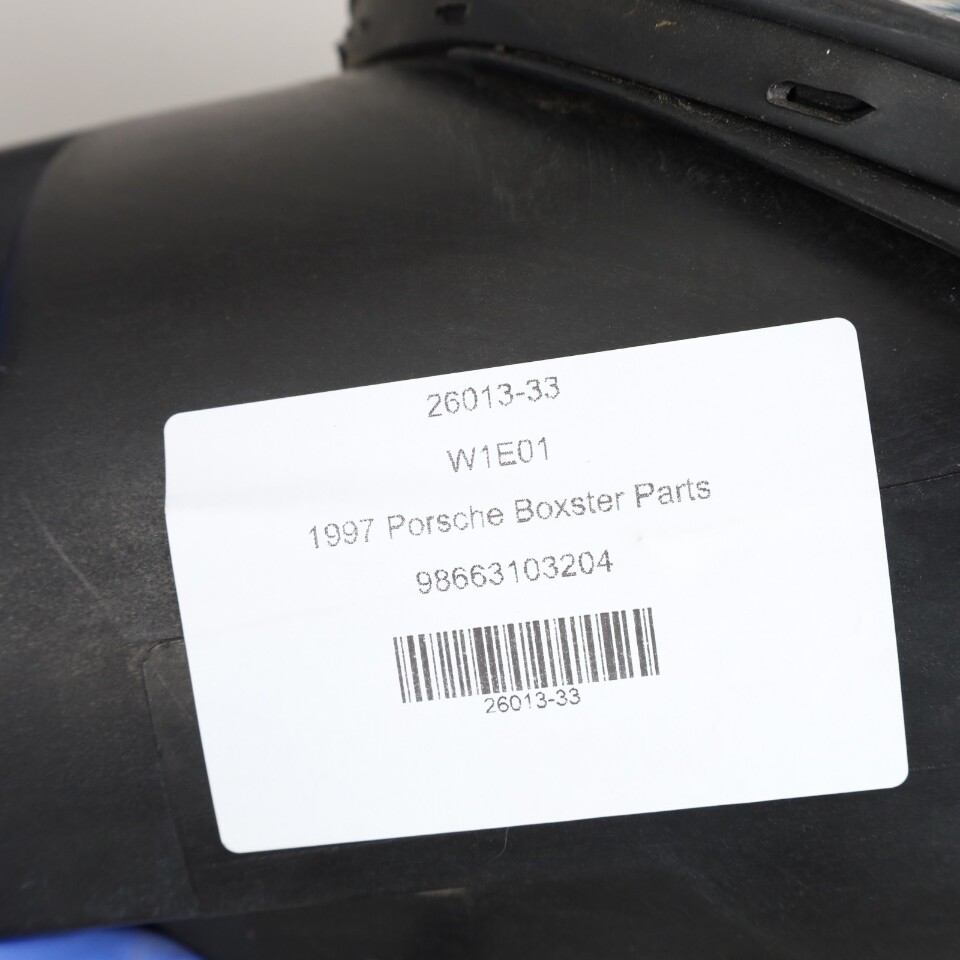 26013-33
W1E01
1997 Porsche Boxster Parts
98663103204
26013-33